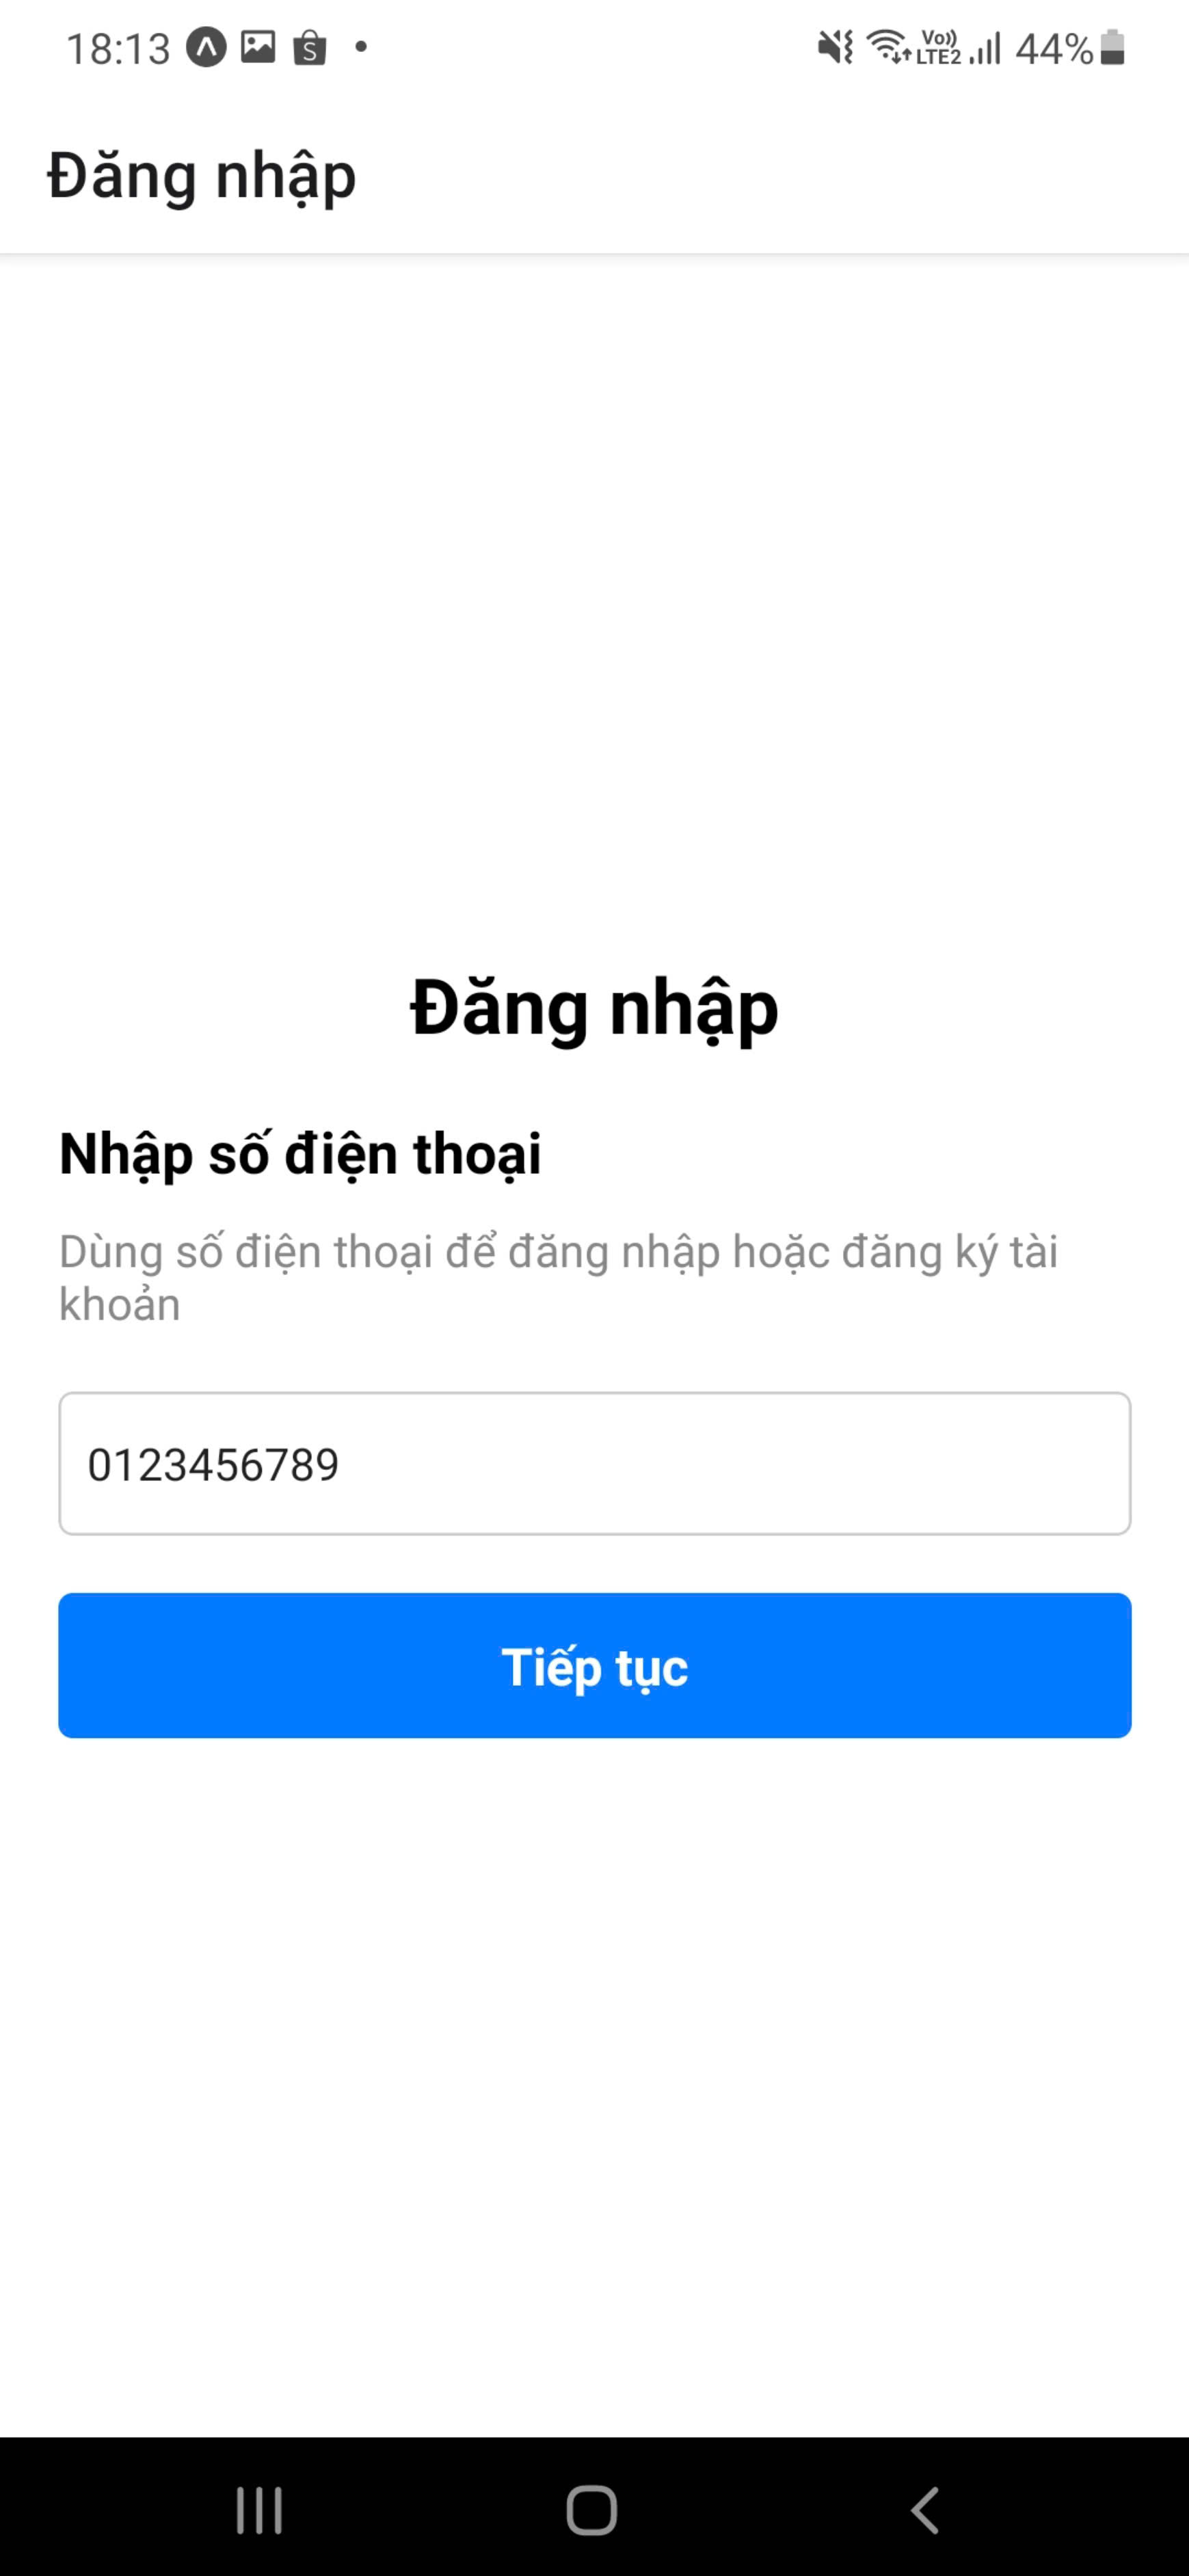 18:13
Vo)) LTE2 44%
Đăng nhập
Đăng nhập
Nhập số điện thoại
Dùng số điện thoại để đăng nhập hoặc đăng ký tài
khoản
0123456789
Tiếp tục